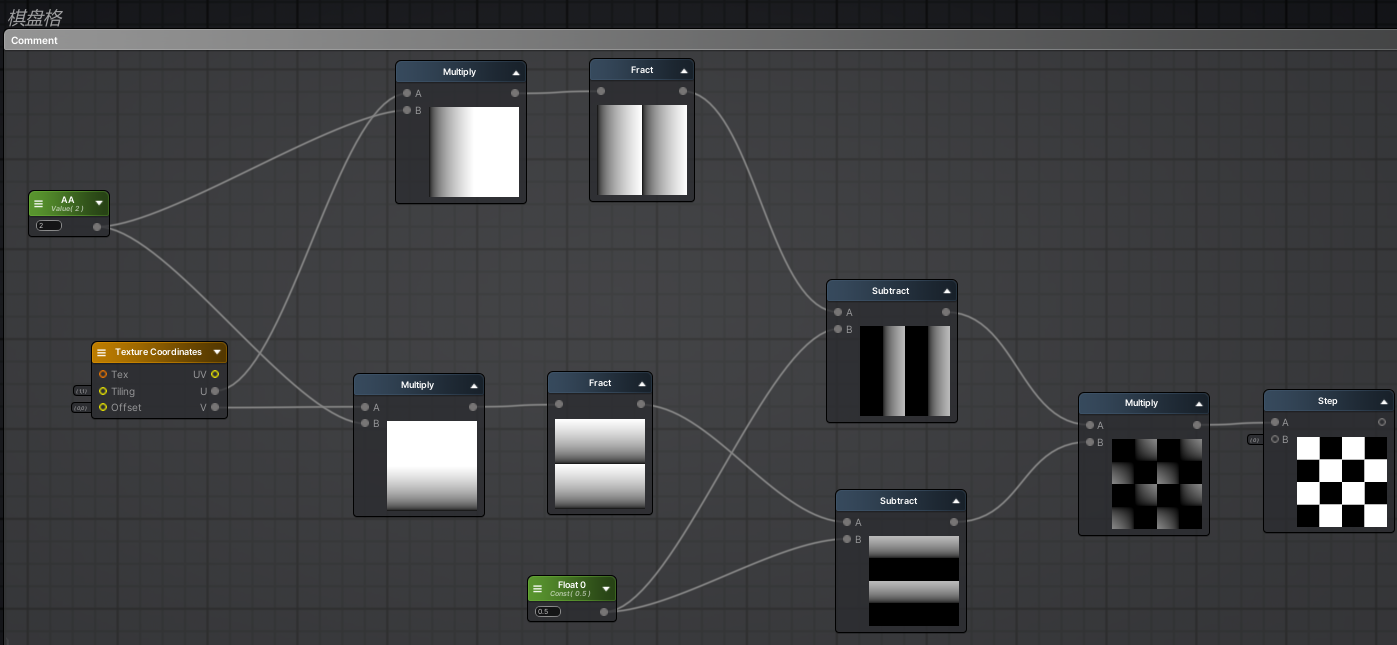 棋盘格
Comment
Multiply
A
B
Fract
AA
Value( 2 )
2
Subtract
A
B
Texture Coordinates
Tex
UV
Tiling
U
Offset
V
Multiply
A
B
Fract
Multiply
A
B
Step
A
B
Subtract
A
B
Float 0
Const( 0.5 )
0.5